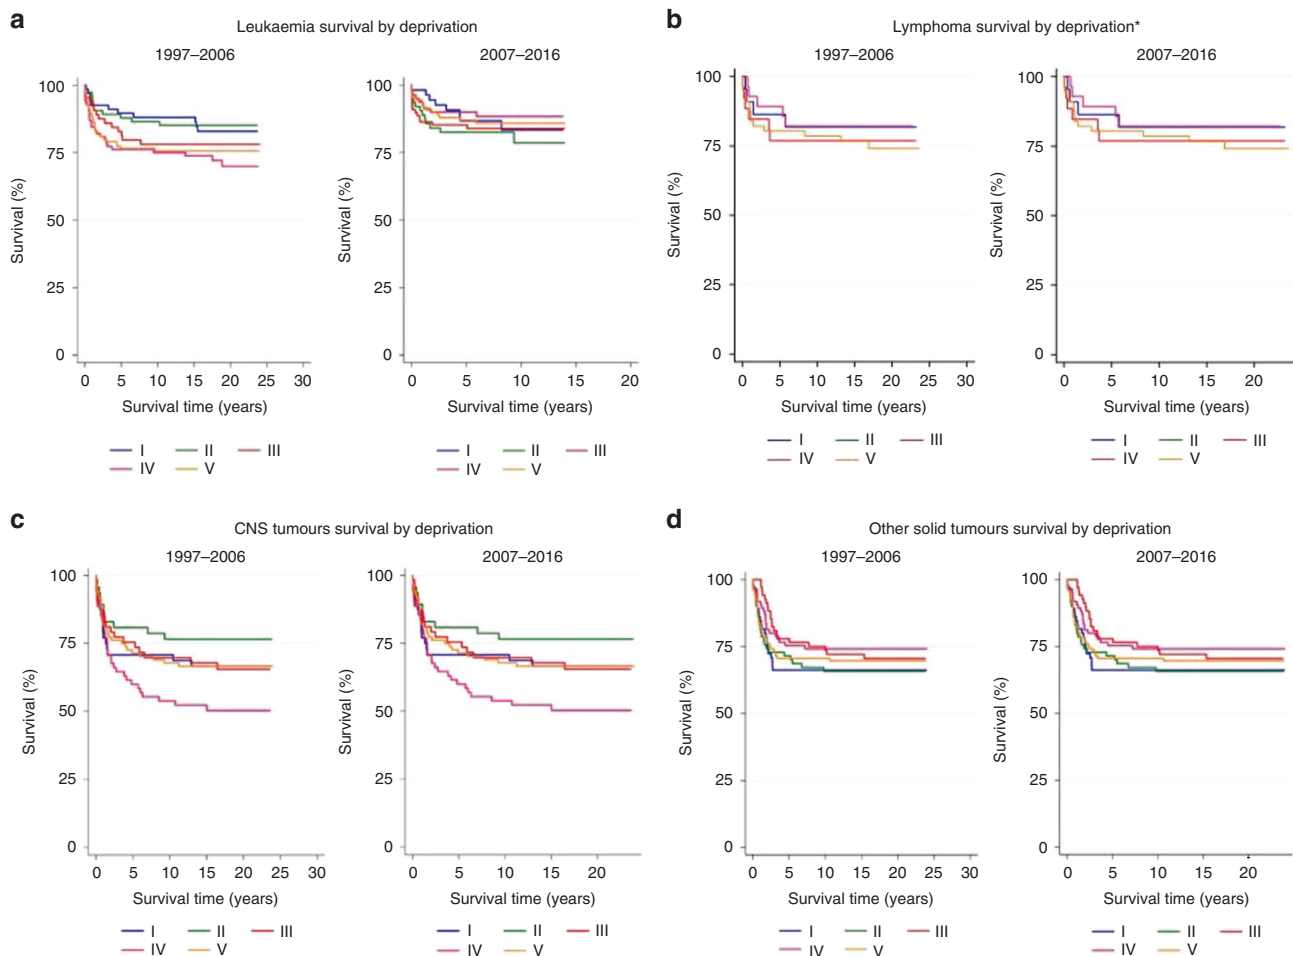 a
Leukaemia survival by deprivation
1997–2006
2007–2016
Survival (%)
100
75
50
25
0
0 5 10 15 20 25 30
Survival time (years)
I II III
IV V
Survival (%)
100
75
50
25
0
0 10 20
Survival time (years)
I II III
IV V
b
Lymphoma survival by deprivation*
1997–2006
2007–2016
Survival (%)
100
75
50
25
0
0 5 10 15 20 25 30
Survival time (years)
I II III
IV V
Survival (%)
100
75
50
25
0
0 5 10 15 20
Survival time (years)
I II III
IV V
c
CNS tumours survival by deprivation
1997–2006
2007–2016
Survival (%)
100
75
50
25
0
0 5 10 15 20 25 30
Survival time (years)
I II III
IV V
Survival (%)
100
75
50
25
0
0 5 10 15 20
Survival time (years)
I II III
IV V
d
Other solid tumours survival by deprivation
1997–2006
2007–2016
Survival (%)
100
75
50
25
0
0 5 10 15 20 25 30
Survival time (years)
I II III
IV V
Survival (%)
100
75
50
25
0
0 5 10 15 20
Survival time (years)
I II III
IV V